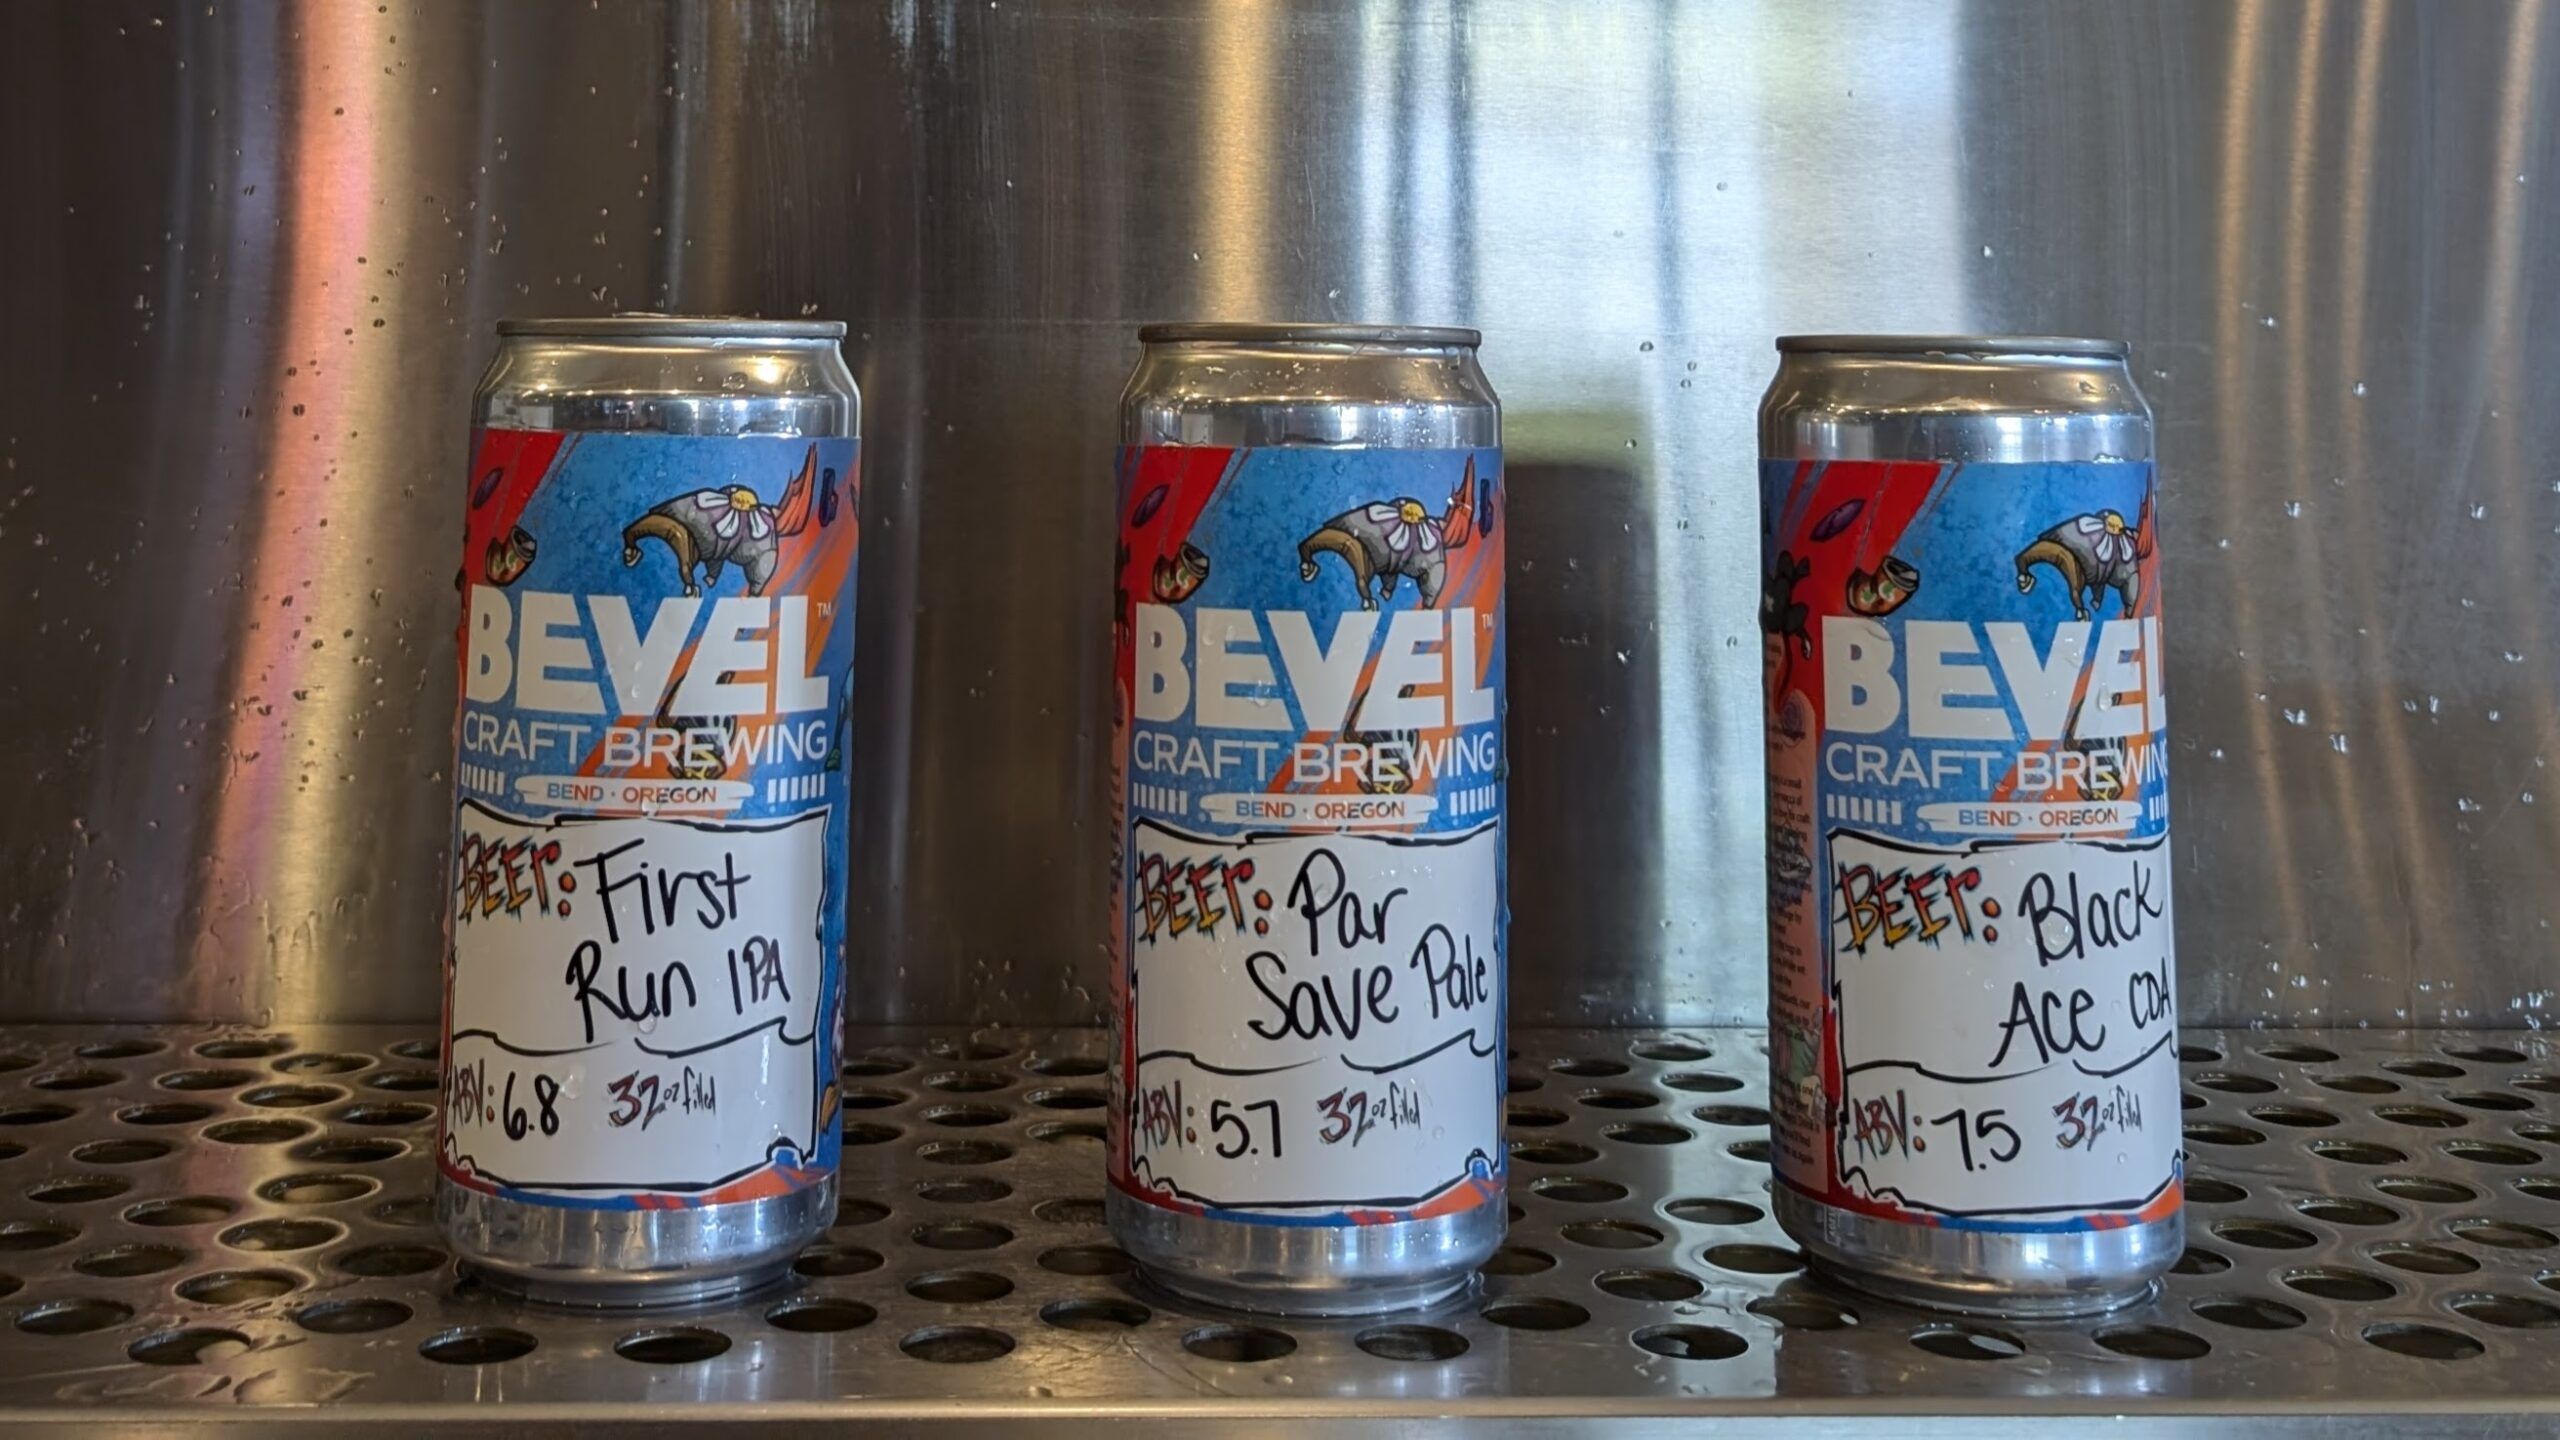 BEVEL™
CRAFT BREWING
BEND · OREGON
BEER: First
Run IPA
ABV: 6.8 32oz filled
BEVEL™
CRAFT BREWING
BEND · OREGON
BEER: Par
Save Pale
ABV: 5.7 32oz filled
BEVEL
CRAFT BREWING
BEND · OREGON
BEER: Black
Ace CDA
ABV: 7.5 32oz filled